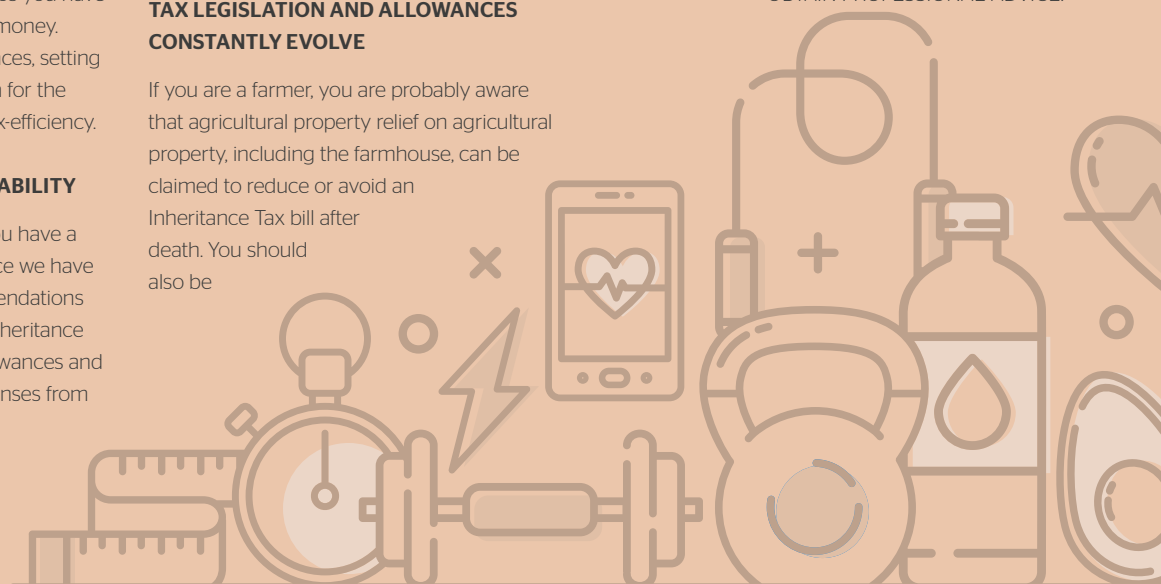 money.
ces, setting
for the
x-efficiency.
ABILITY
u have a
ce we have
endations
heritance
wances and
nses from
TAX LEGISLATION AND ALLOWANCES
CONSTANTLY EVOLVE
If you are a farmer, you are probably aware
that agricultural property relief on agricultural
property, including the farmhouse, can be
claimed to reduce or avoid an
Inheritance Tax bill after
death. You should
also be